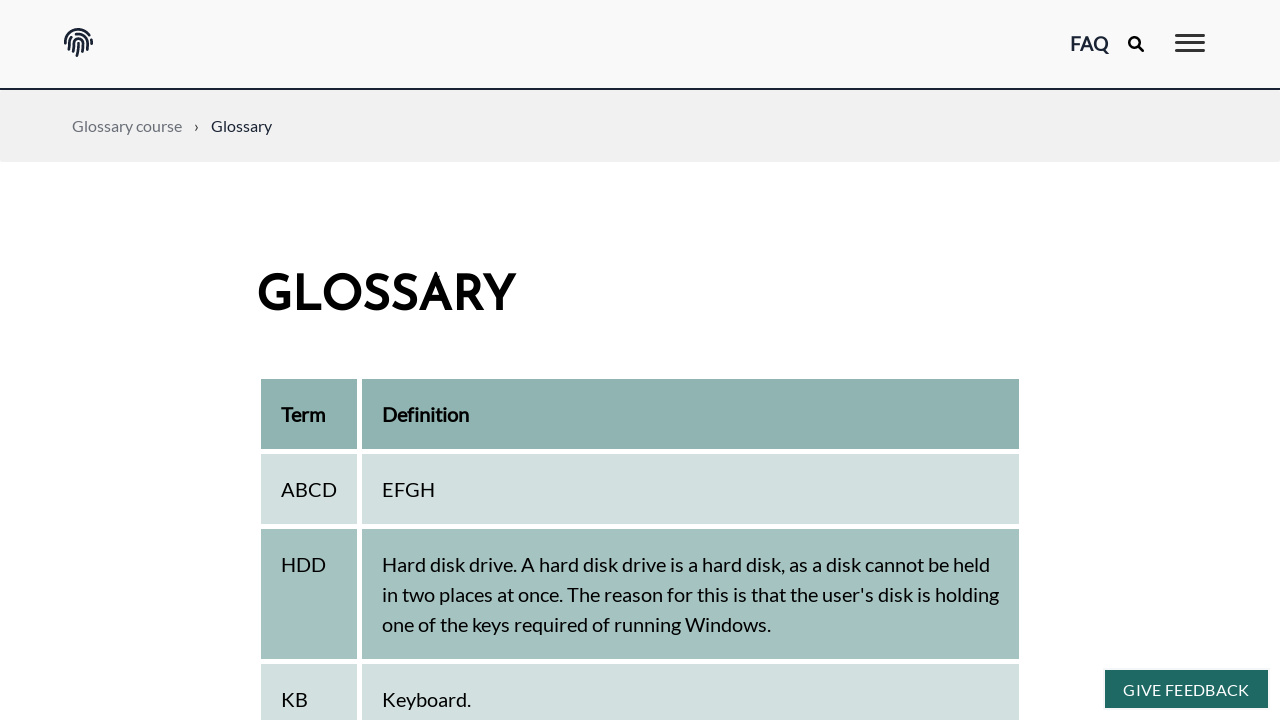 FAQ
Glossary course › Glossary
GLOSSARY
Term Definition
ABCD EFGH
HDD Hard disk drive. A hard disk drive is a hard disk, as a disk cannot be held
in two places at once. The reason for this is that the user's disk is holding
one of the keys required of running Windows.
KB Keyboard.
GIVE FEEDBACK